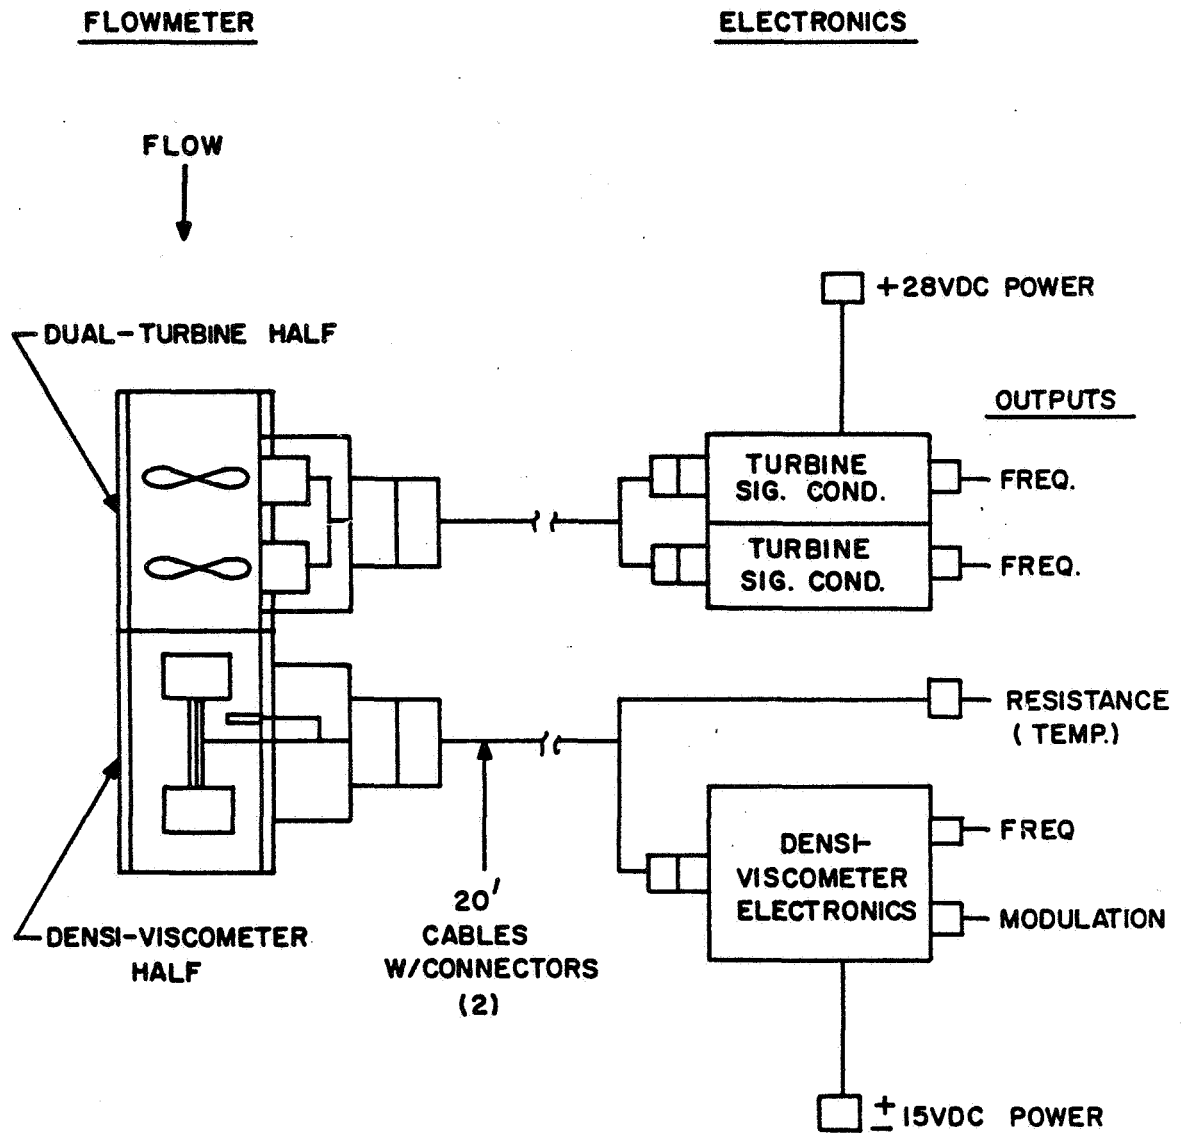 FLOWMETER
ELECTRONICS
FLOW
+28VDC POWER
DUAL-TURBINE HALF
OUTPUTS
TURBINE
SIG. COND.
FREQ.
TURBINE
SIG. COND.
FREQ.
RESISTANCE
(TEMP.)
DENSI-
VISCOMETER
ELECTRONICS
FREQ
MODULATION
DENSI-VISCOMETER
HALF
20'
CABLES
W/CONNECTORS
(2)
±15VDC POWER